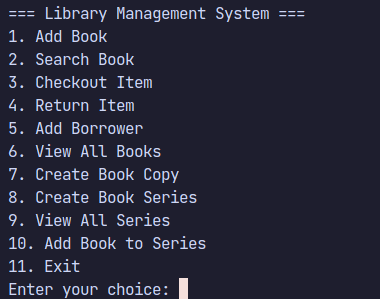 === Library Management System ===
1. Add Book
2. Search Book
3. Checkout Item
4. Return Item
5. Add Borrower
6. View All Books
7. Create Book Copy
8. Create Book Series
9. View All Series
10. Add Book to Series
11. Exit
Enter your choice: